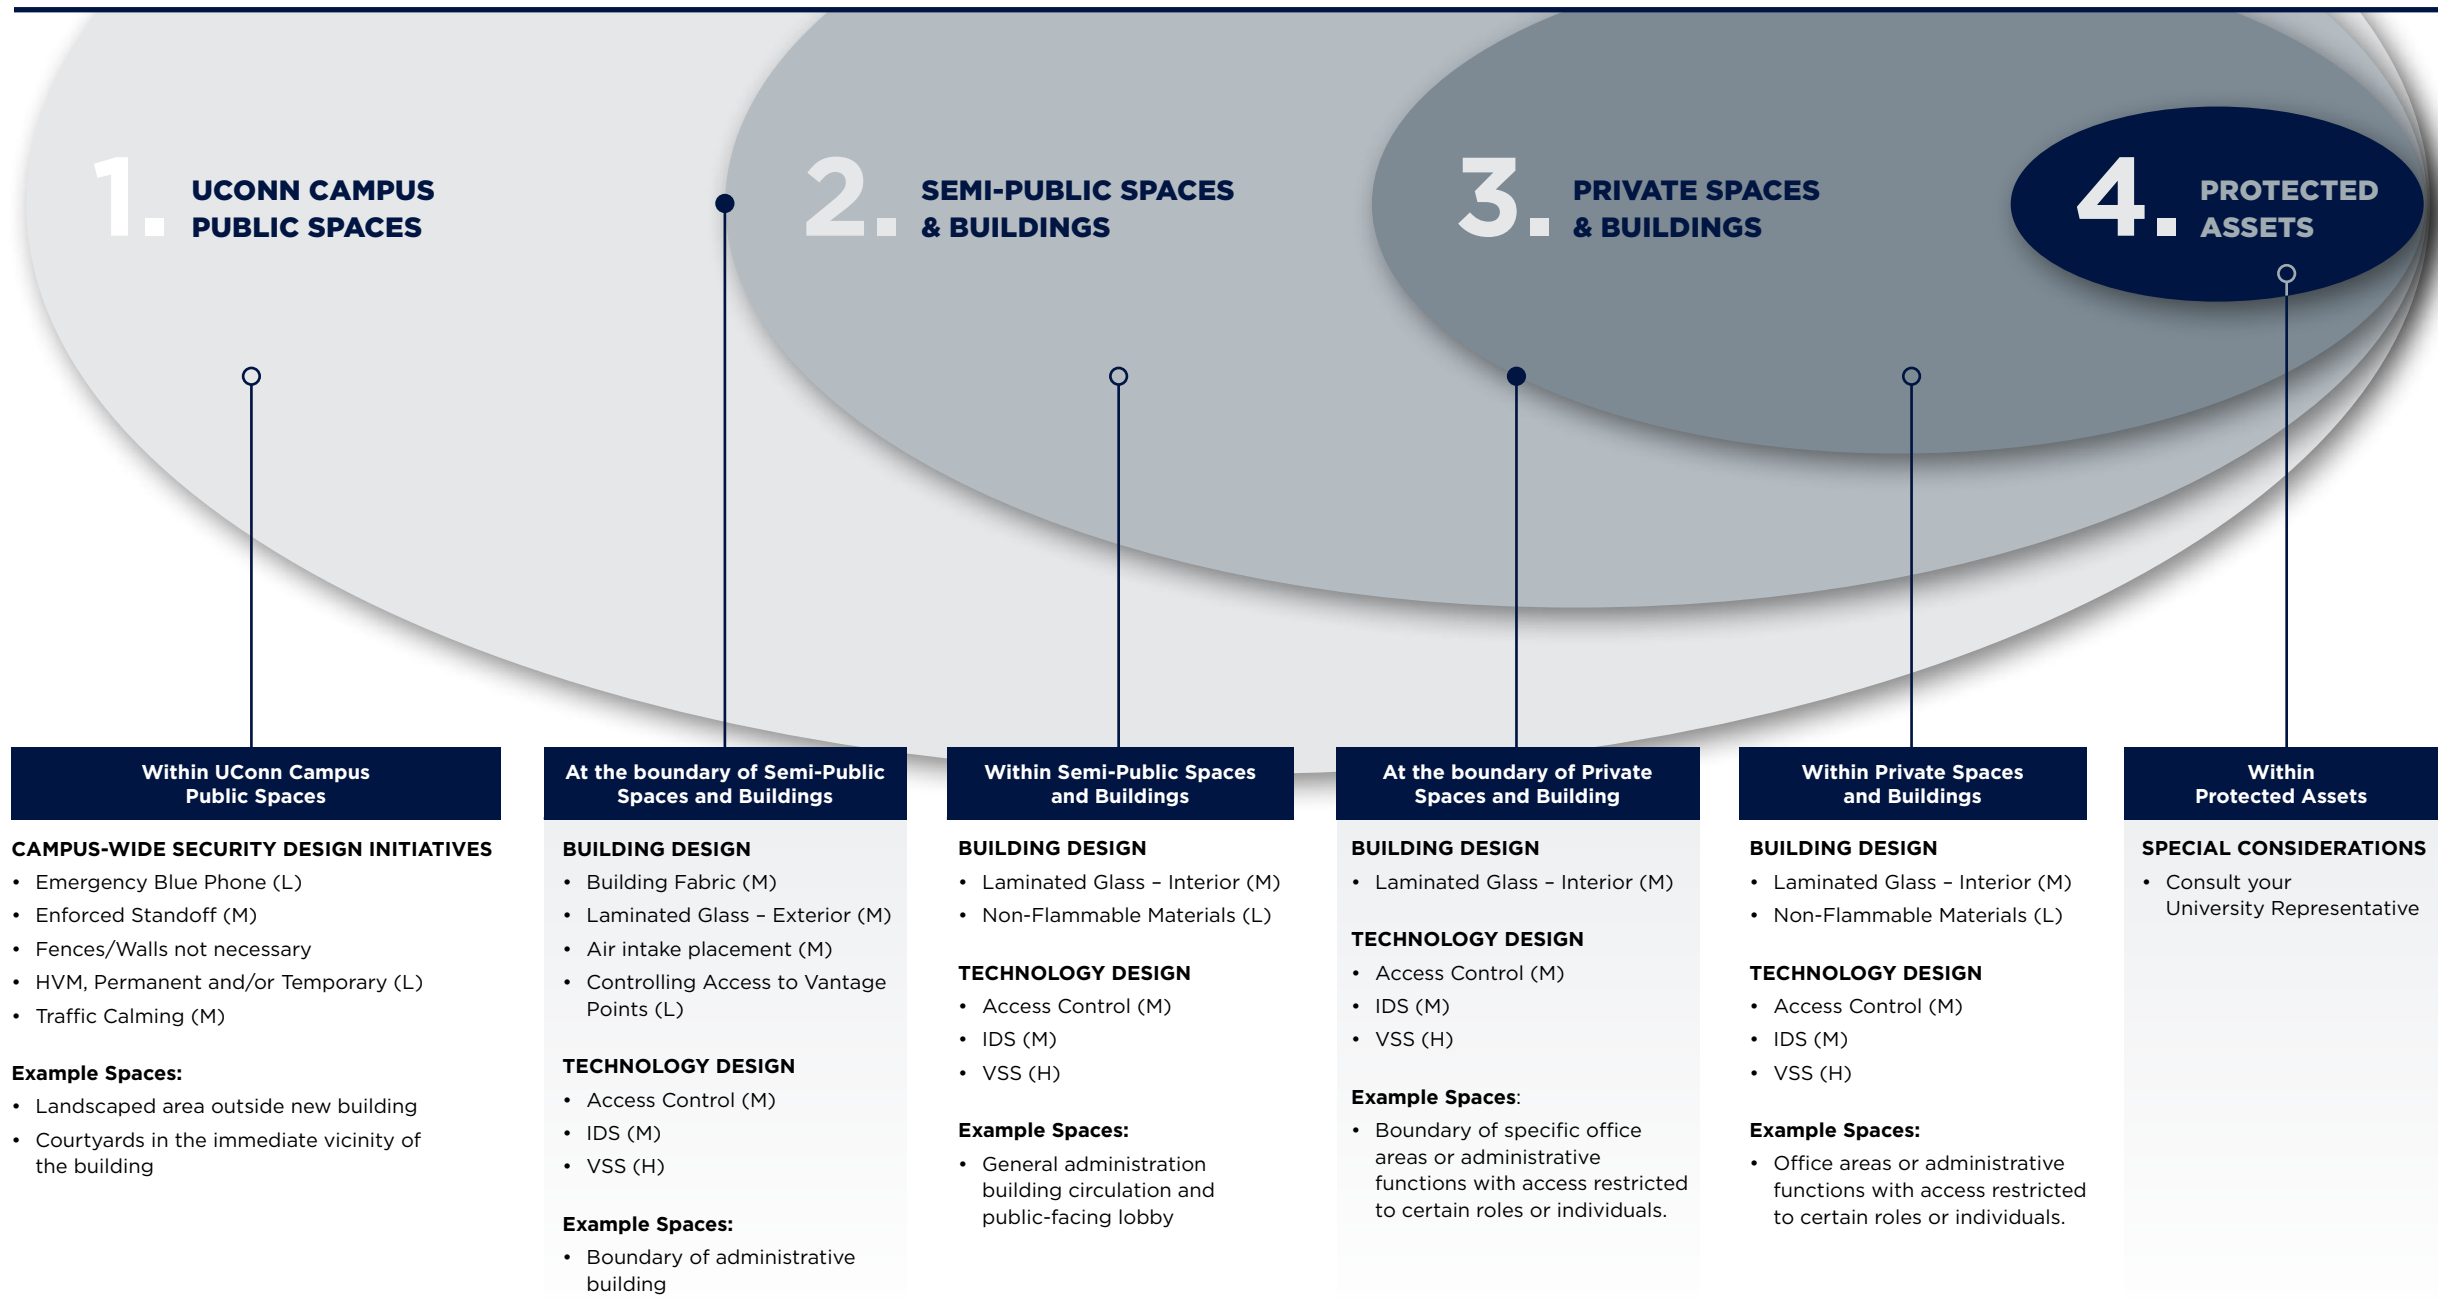 1.
UCONN CAMPUS
PUBLIC SPACES
2.
SEMI-PUBLIC SPACES
& BUILDINGS
3.
PRIVATE SPACES
& BUILDINGS
4.
PROTECTED
ASSETS
Within UConn Campus
Public Spaces
CAMPUS-WIDE SECURITY DESIGN INITIATIVES
• Emergency Blue Phone (L)
• Enforced Standoff (M)
• Fences/Walls not necessary
• HVM, Permanent and/or Temporary (L)
• Traffic Calming (M)
Example Spaces:
• Landscaped area outside new building
• Courtyards in the immediate vicinity of
the building
At the boundary of Semi-Public
Spaces and Buildings
BUILDING DESIGN
• Building Fabric (M)
• Laminated Glass – Exterior (M)
• Air intake placement (M)
• Controlling Access to Vantage
Points (L)
TECHNOLOGY DESIGN
• Access Control (M)
• IDS (M)
• VSS (H)
Example Spaces:
• Boundary of administrative
building
Within Semi-Public Spaces
and Buildings
BUILDING DESIGN
• Laminated Glass – Interior (M)
• Non-Flammable Materials (L)
TECHNOLOGY DESIGN
• Access Control (M)
• IDS (M)
• VSS (H)
Example Spaces:
• General administration
building circulation and
public-facing lobby
At the boundary of Private
Spaces and Building
BUILDING DESIGN
• Laminated Glass – Interior (M)
TECHNOLOGY DESIGN
• Access Control (M)
• IDS (M)
• VSS (H)
Example Spaces:
• Boundary of specific office
areas or administrative
functions with access restricted
to certain roles or individuals.
Within Private Spaces
and Buildings
BUILDING DESIGN
• Laminated Glass – Interior (M)
• Non-Flammable Materials (L)
TECHNOLOGY DESIGN
• Access Control (M)
• IDS (M)
• VSS (H)
Example Spaces:
• Office areas or administrative
functions with access restricted
to certain roles or individuals.
Within
Protected Assets
SPECIAL CONSIDERATIONS
• Consult your
University Representative